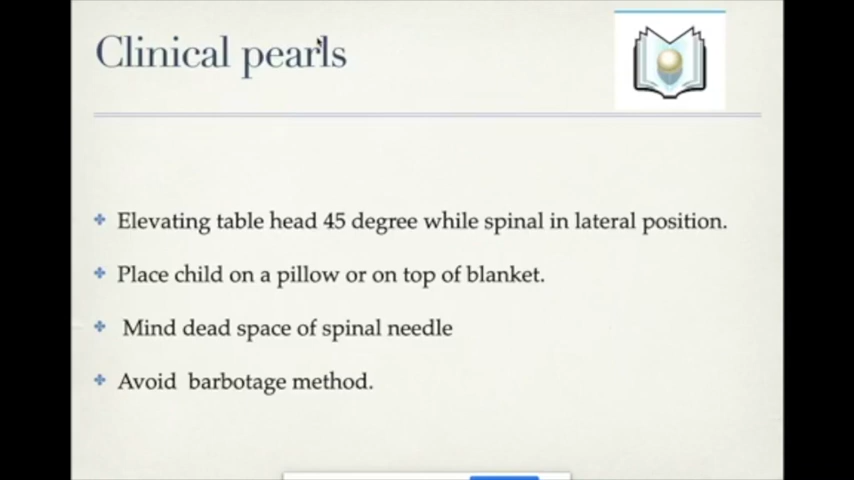 Clinical pearls
Elevating table head 45 degree while spinal in lateral position.
Place child on a pillow or on top of blanket.
Mind dead space of spinal needle
Avoid barbotage method.